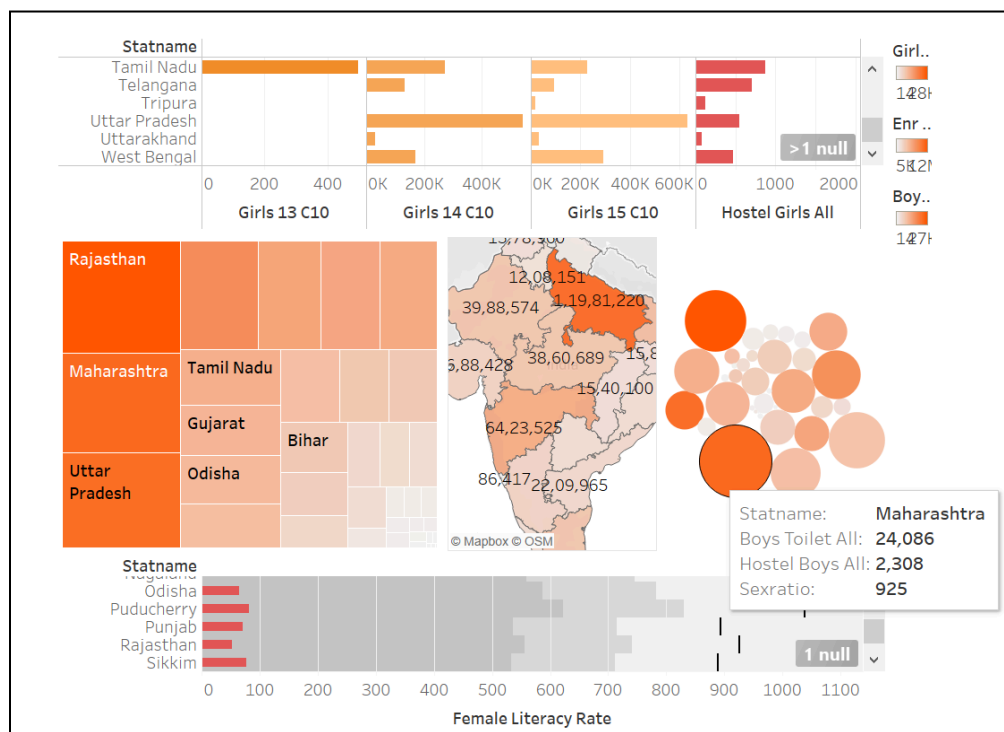 Statname
Tamil Nadu
Telangana
Tripura
Uttar Pradesh
Uttarakhand
West Bengal
>1 null
0 200 400 0K 200K 400K 0K 200K 400K 600K 0 1000 2000
Girls 13 C10 Girls 14 C10 Girls 15 C10 Hostel Girls All
Girl..
Enr ..
Boy..
Rajasthan
Maharashtra
Uttar
Pradesh
Tamil Nadu
Gujarat
Odisha
Bihar
12,08,151
1,19,81,220
39,88,574
38,60,689
15,40,100
64,23,525
86,417
22,09,965
© Mapbox © OSM
Statname: Maharashtra
Boys Toilet All: 24,086
Hostel Boys All: 2,308
Sexratio: 925
Statname
Odisha
Puducherry
Punjab
Rajasthan
Sikkim
1 null
0 100 200 300 400 500 600 700 800 900 1000 1100
Female Literacy Rate